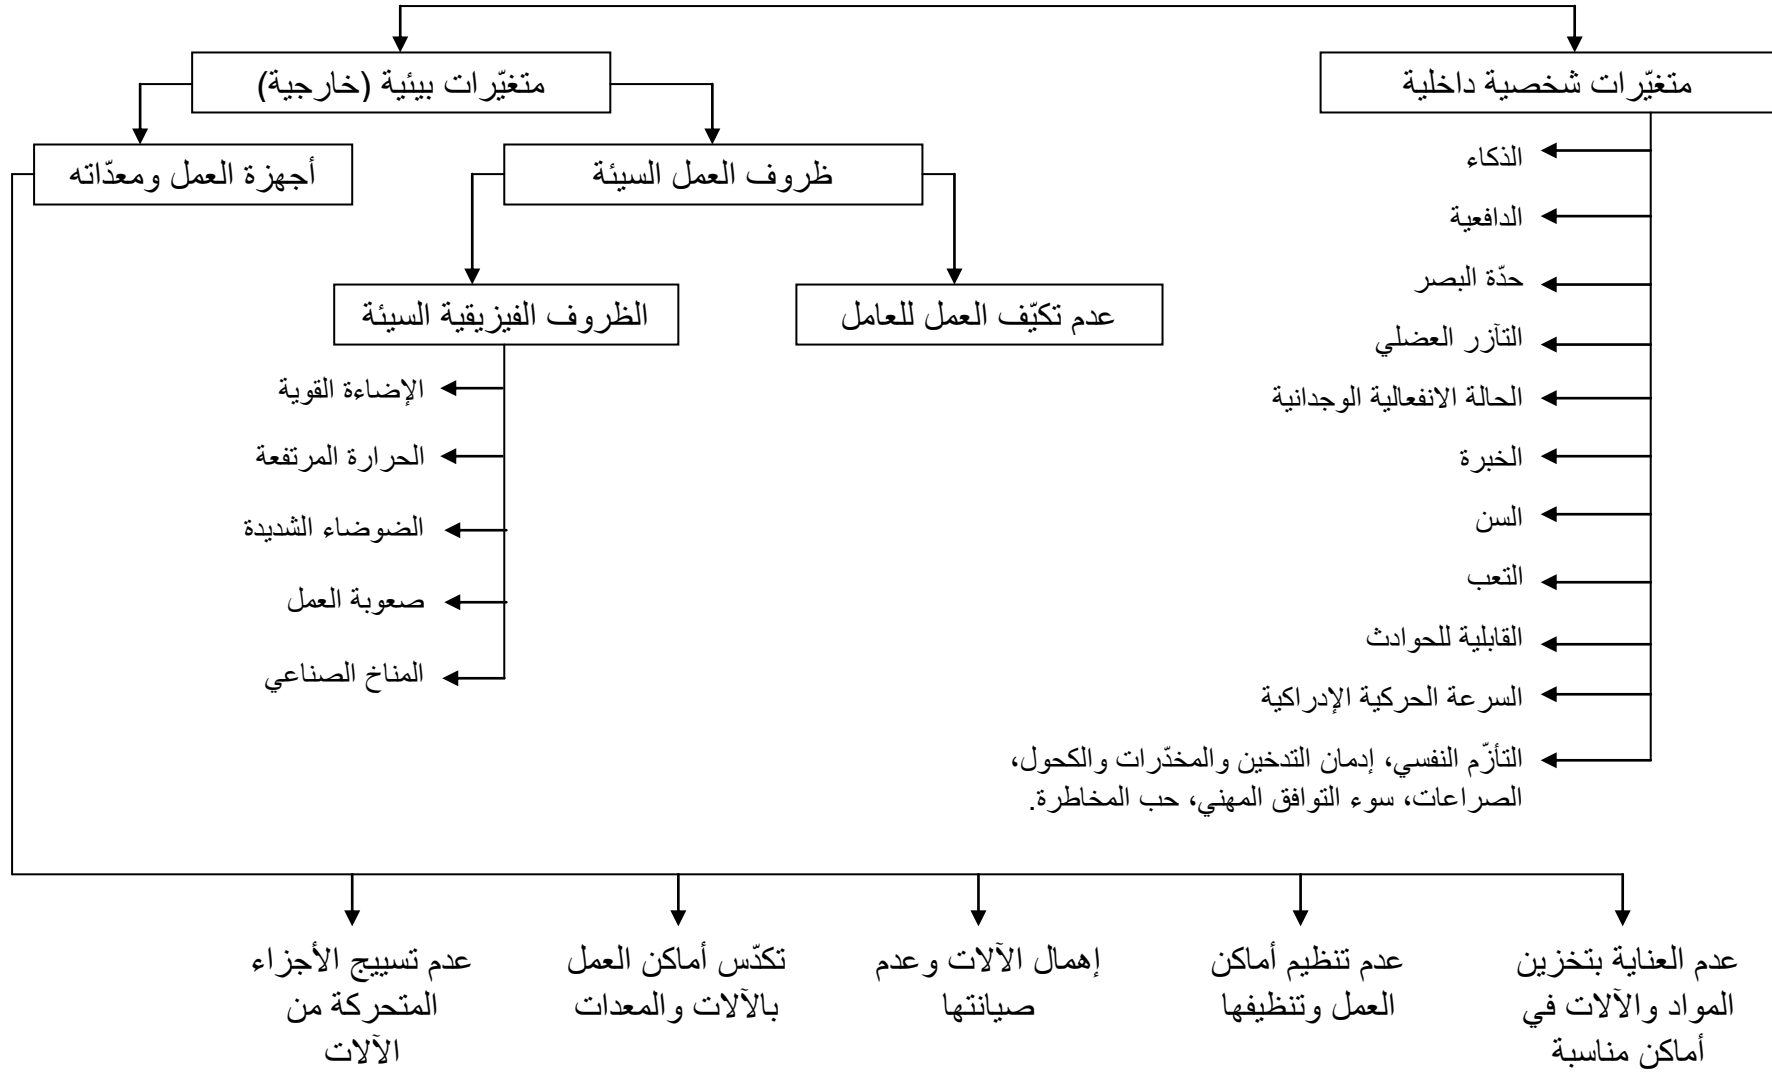 متغيّرات شخصية داخلية
متغيّرات بيئية (خارجية)
ظروف العمل السيئة
أجهزة العمل ومعدّاته
عدم تكيّف العمل للعامل
الظروف الفيزيقية السيئة
الذكاء
الدافعية
حدّة البصر
التآزر العضلي
الحالة الانفعالية الوجدانية
الخبرة
السن
التعب
القابلية للحوادث
السرعة الحركية الإدراكية
التأزّم النفسي، إدمان التدخين والمخدّرات والكحول،
الصراعات، سوء التوافق المهني، حب المخاطرة.
الإضاءة القوية
الحرارة المرتفعة
الضوضاء الشديدة
صعوبة العمل
المناخ الصناعي
عدم العناية بتخزين
المواد والآلات في
أماكن مناسبة
عدم تنظيم أماكن
العمل وتنظيفها
إهمال الآلات وعدم
صيانتها
تكدّس أماكن العمل
بالآلات والمعدات
عدم تسييج الأجزاء
المتحركة من
الآلات